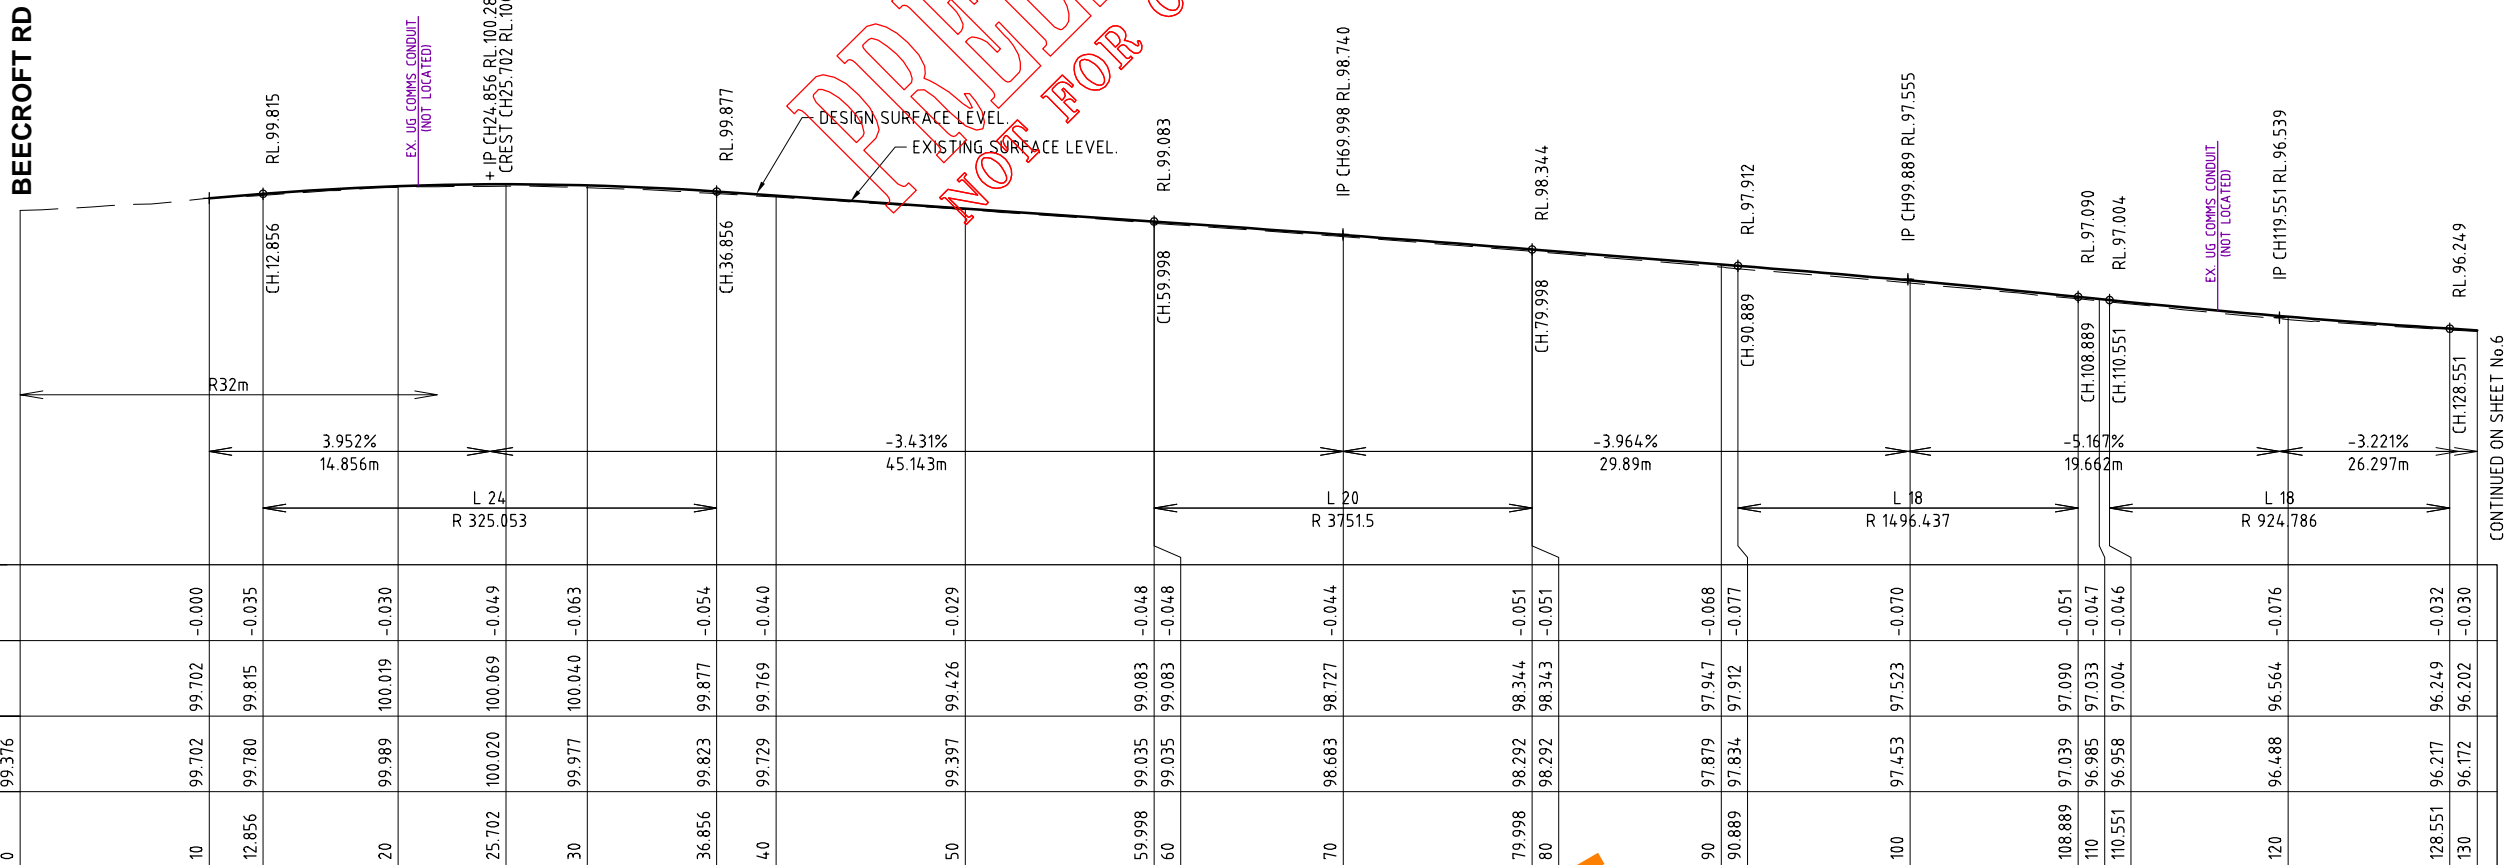 BEECROFT RD
RL.99.815
EX. UG COMMS CONDUIT
(NOT LOCATED)
+ IP CH24.856 RL.100.28
CREST CH25.702 RL.100
RL.99.877
DESIGN SURFACE LEVEL.
EXISTING SURFACE LEVEL.
NOT FOR
RL.99.083
IP CH69.998 RL.98.740
RL.98.344
RL.97.912
IP CH99.889 RL.97.555
RL.97.090
RL.97.004
EX. UG COMMS CONDUIT
(NOT LOCATED)
IP CH119.551 RL.96.539
RL.96.249
CH.12.856
CH.36.856
CH.59.998
CH.79.998
CH.90.889
CH.108.889
CH.110.551
CH.128.551
CONTINUED ON SHEET No.6
R32m
3.952%
14.856m
-3.431%
45.143m
-3.964%
29.89m
-5.167%
19.662m
-3.221%
26.297m
L 24
R 325.053
L 20
R 3751.5
L 18
R 1496.437
L 18
R 924.786
-0.000 -0.035 -0.030 -0.049 -0.063 -0.054 -0.040 -0.029 -0.048 -0.048 -0.044 -0.051 -0.051 -0.068 -0.077 -0.070 -0.051 -0.047 -0.046 -0.076 -0.032 -0.030
99.702 99.815 100.019 100.069 100.040 99.877 99.769 99.426 99.083 99.083 98.727 98.344 98.343 97.947 97.912 97.523 97.090 97.033 97.004 96.564 96.249 96.202
99.376 99.702 99.780 99.989 100.020 99.977 99.823 99.729 99.397 99.035 99.035 98.683 98.292 98.292 97.879 97.834 97.453 97.039 96.985 96.958 96.488 96.217 96.172
0 10 12.856 20 25.702 30 36.856 40 50 59.998 60 70 79.998 80 90 90.889 100 108.889 110 110.551 120 128.551 130